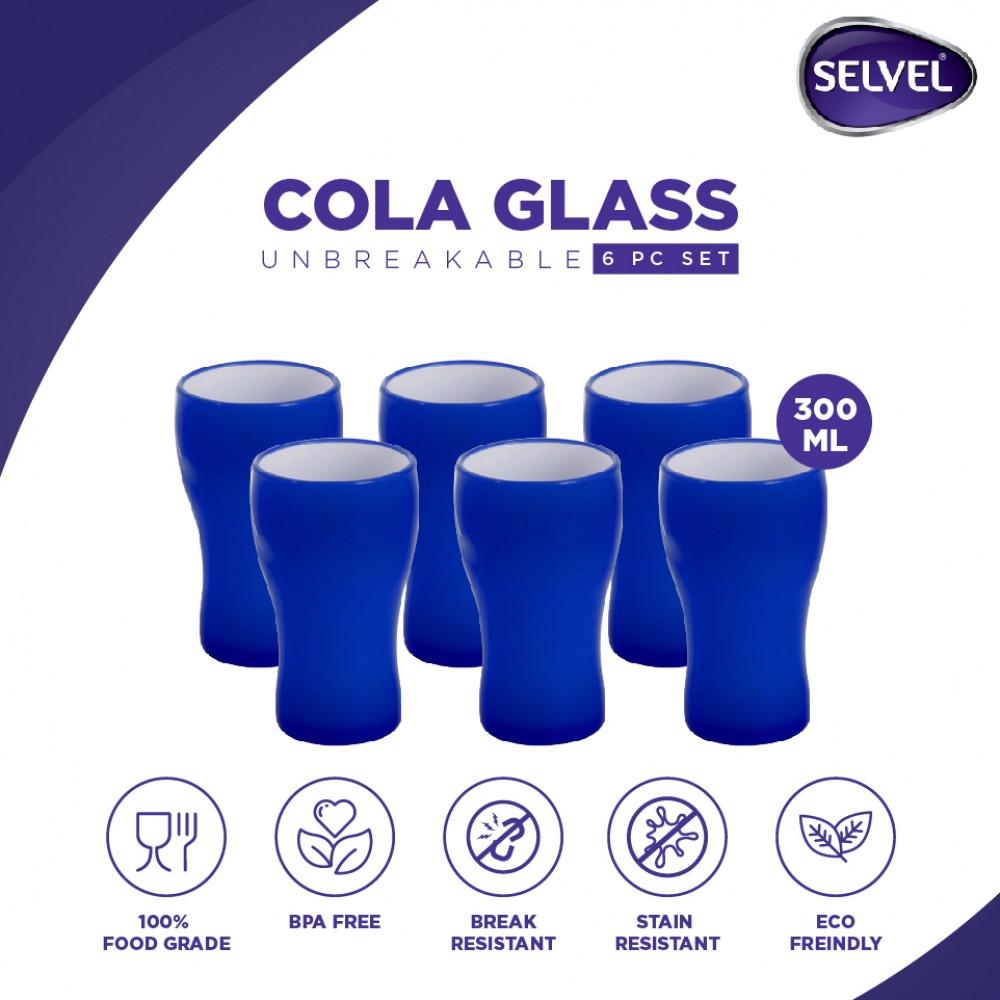 SELVEL®
COLA GLASS
UNBREAKABLE 6 PC SET
300
ML
100%
FOOD GRADE
BPA FREE
BREAK
RESISTANT
STAIN
RESISTANT
ECO
FREINDLY